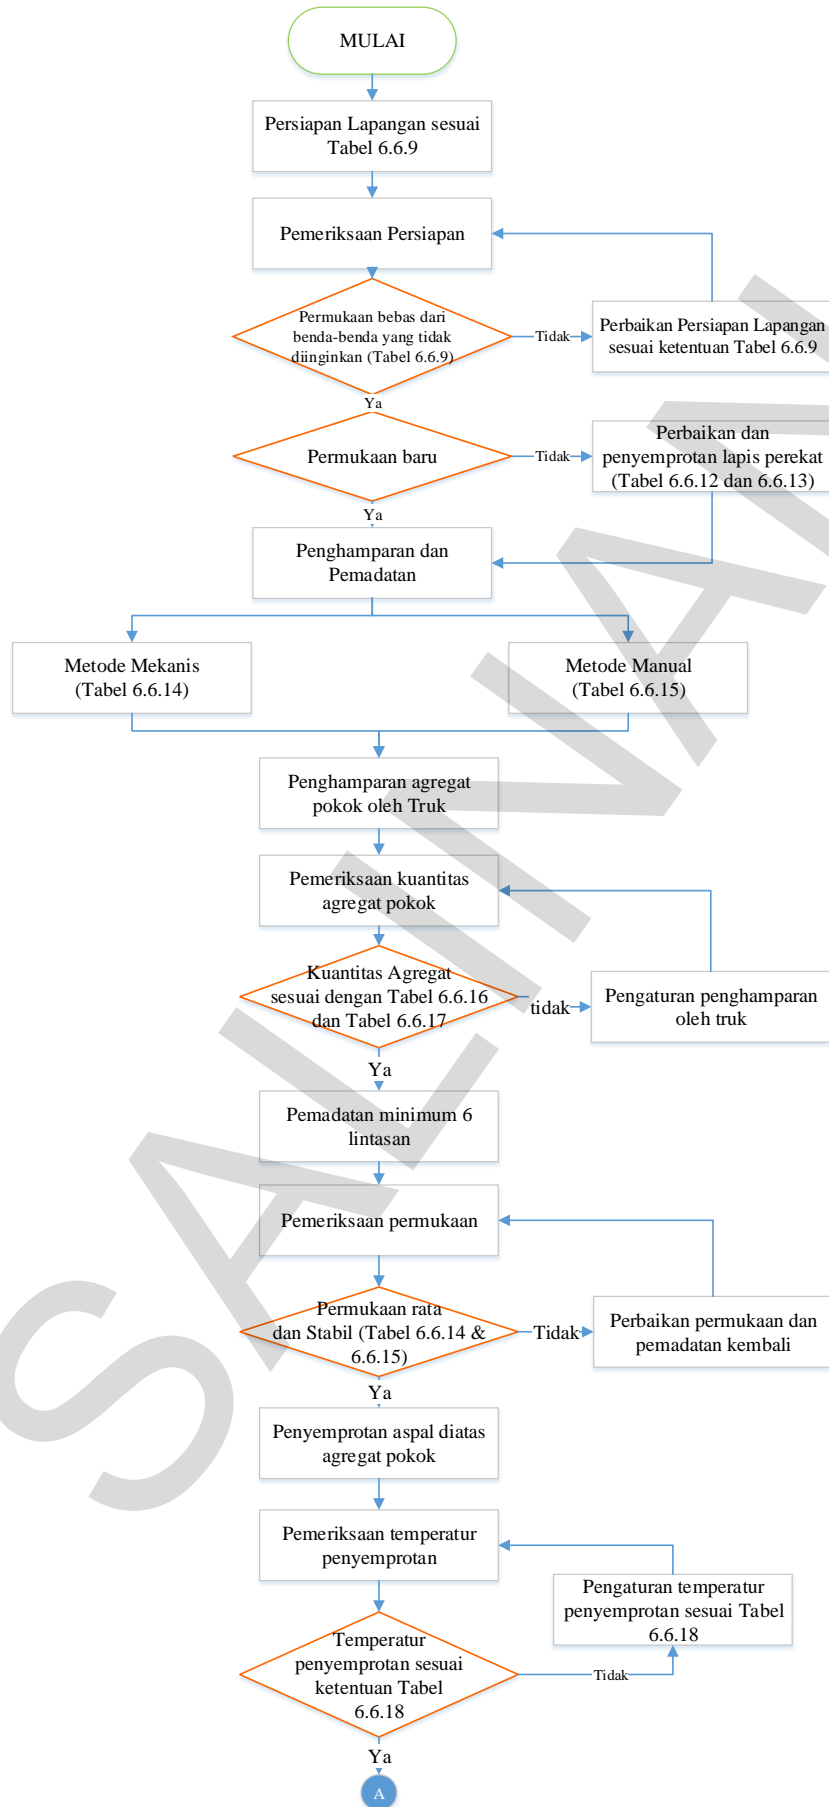 MULAI
Persiapan Lapangan sesuai
Tabel 6.6.9
Pemeriksaan Persiapan
Permukaan bebas dari
benda-benda yang tidak
diinginkan (Tabel 6.6.9)
Tidak
Perbaikan Persiapan Lapangan
sesuai ketentuan Tabel 6.6.9
Ya
Permukaan baru
Tidak
Perbaikan dan
penyemprotan lapis perekat
(Tabel 6.6.12 dan 6.6.13)
Ya
Penghamparan dan
Pemadatan
Metode Mekanis
(Tabel 6.6.14)
Metode Manual
(Tabel 6.6.15)
Penghamparan agregat
pokok oleh Truk
Pemeriksaan kuantitas
agregat pokok
Kuantitas Agregat
sesuai dengan Tabel 6.6.16
dan Tabel 6.6.17
tidak
Pengaturan penghamparan
oleh truk
Ya
Pemadatan minimum 6
lintasan
Pemeriksaan permukaan
Permukaan rata
dan Stabil (Tabel 6.6.14 &
6.6.15)
Tidak
Perbaikan permukaan dan
pemadatan kembali
Ya
Penyemprotan aspal diatas
agregat pokok
Pemeriksaan temperatur
penyemprotan
Pengaturan temperatur
penyemprotan sesuai Tabel
6.6.18
Temperatur
penyemprotan sesuai
ketentuan Tabel
6.6.18
Tidak
Ya
A
SALINAN